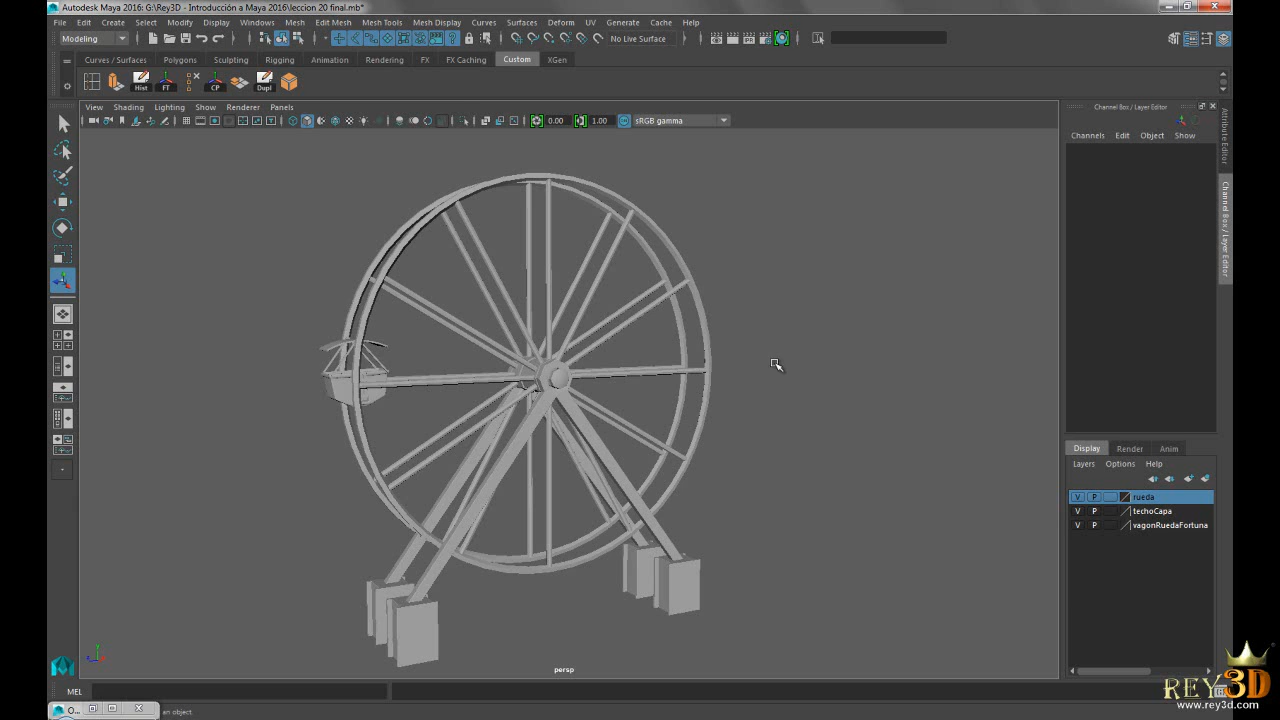 Autodesk Maya 2016: G:\Rey3D - Introducción a Maya 2016\leccion 20 final.mb*
File Edit Create Select Modify Display Windows Mesh Edit Mesh Mesh Tools Mesh Display Curves Surfaces Deform UV Generate Cache Help
Modeling No Live Surface
Curves / Surfaces Polygons Sculpting Rigging Animation Rendering FX FX Caching Custom XGen
Hist FT CP Dupl
View Shading Lighting Show Renderer Panels
Channel Box / Layer Editor
0.00 1.00 sRGB gamma
Channels Edit Object Show
Attribute Editor
Channel Box / Layer Editor
Display Render Anim
Layers Options Help
V P rueda
V P techoCapa
V P vagonRuedaFortuna
persp
MEL
REY3D
www.rey3d.com
O... an object.